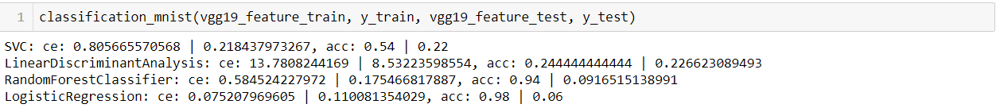 1 classification_mnist(vgg19_feature_train, y_train, vgg19_feature_test, y_test)
SVC: ce: 0.805665570568 | 0.218437973267, acc: 0.54 | 0.22
LinearDiscriminantAnalysis: ce: 13.7808244169 | 8.53223598554, acc: 0.244444444444 | 0.226623089493
RandomForestClassifier: ce: 0.584524227972 | 0.175466817887, acc: 0.94 | 0.0916515138991
LogisticRegression: ce: 0.075207969605 | 0.110081354029, acc: 0.98 | 0.06